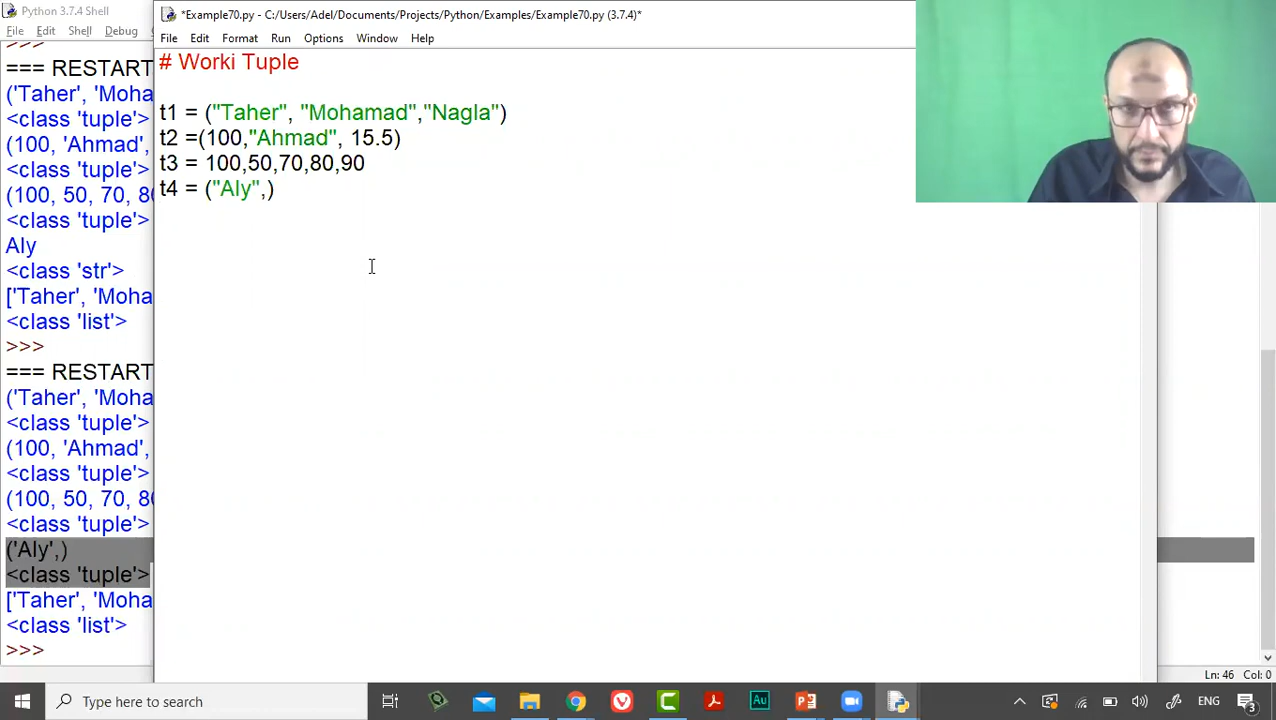 Python 3.7.4 Shell
File Edit Shell Debug
>>>
=== RESTART
('Taher', 'Moha
<class 'tuple'>
(100, 'Ahmad',
<class 'tuple'>
(100, 50, 70, 80
<class 'tuple'>
Aly
<class 'str'>
['Taher', 'Moha
<class 'list'>
>>>
=== RESTART
('Taher', 'Moha
<class 'tuple'>
(100, 'Ahmad',
<class 'tuple'>
(100, 50, 70, 80
<class 'tuple'>
('Aly',)
<class 'tuple'>
['Taher', 'Moha
<class 'list'>
>>>
*Example70.py - C:/Users/Adel/Documents/Projects/Python/Examples/Example70.py (3.7.4)*
File Edit Format Run Options Window Help
# Worki Tuple
t1 = ("Taher", "Mohamad","Nagla")
t2 =(100,"Ahmad", 15.5)
t3 = 100,50,70,80,90
t4 = ("Aly",)
Ln: 46 Col: 0
Type here to search
ENG